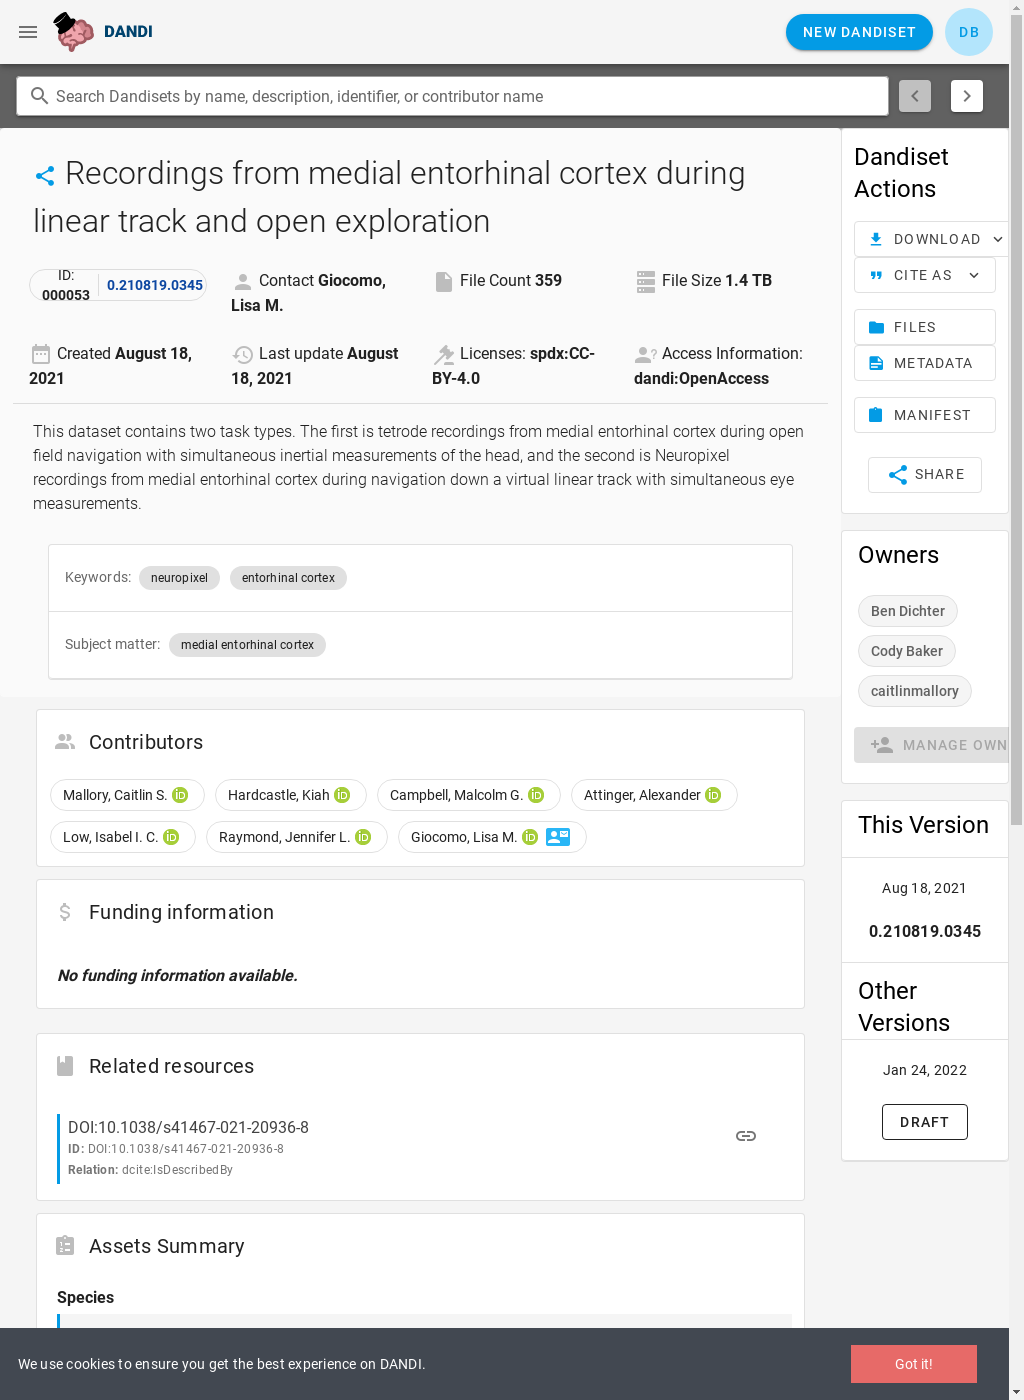 DANDI
NEW DANDISET
DB
Search Dandisets by name, description, identifier, or contributor name
Recordings from medial entorhinal cortex during
linear track and open exploration
ID:
000053
0.210819.0345
Contact Giocomo,
Lisa M.
File Count 359
File Size 1.4 TB
Created August 18,
2021
Last update August
18, 2021
Licenses: spdx:CC-
BY-4.0
Access Information:
dandi:OpenAccess
This dataset contains two task types. The first is tetrode recordings from medial entorhinal cortex during open
field navigation with simultaneous inertial measurements of the head, and the second is Neuropixel
recordings from medial entorhinal cortex during navigation down a virtual linear track with simultaneous eye
measurements.
Keywords: neuropixel entorhinal cortex
Subject matter: medial entorhinal cortex
Contributors
Mallory, Caitlin S. iD Hardcastle, Kiah iD Campbell, Malcolm G. iD Attinger, Alexander iD
Low, Isabel I. C. iD Raymond, Jennifer L. iD Giocomo, Lisa M. iD
Funding information
No funding information available.
Related resources
DOI:10.1038/s41467-021-20936-8
ID: DOI:10.1038/s41467-021-20936-8
Relation: dcite:IsDescribedBy
Assets Summary
Species
Dandiset
Actions
DOWNLOAD
CITE AS
FILES
METADATA
MANIFEST
SHARE
Owners
Ben Dichter
Cody Baker
caitlinmallory
MANAGE OWN
This Version
Aug 18, 2021
0.210819.0345
Other
Versions
Jan 24, 2022
DRAFT
We use cookies to ensure you get the best experience on DANDI.
Got it!